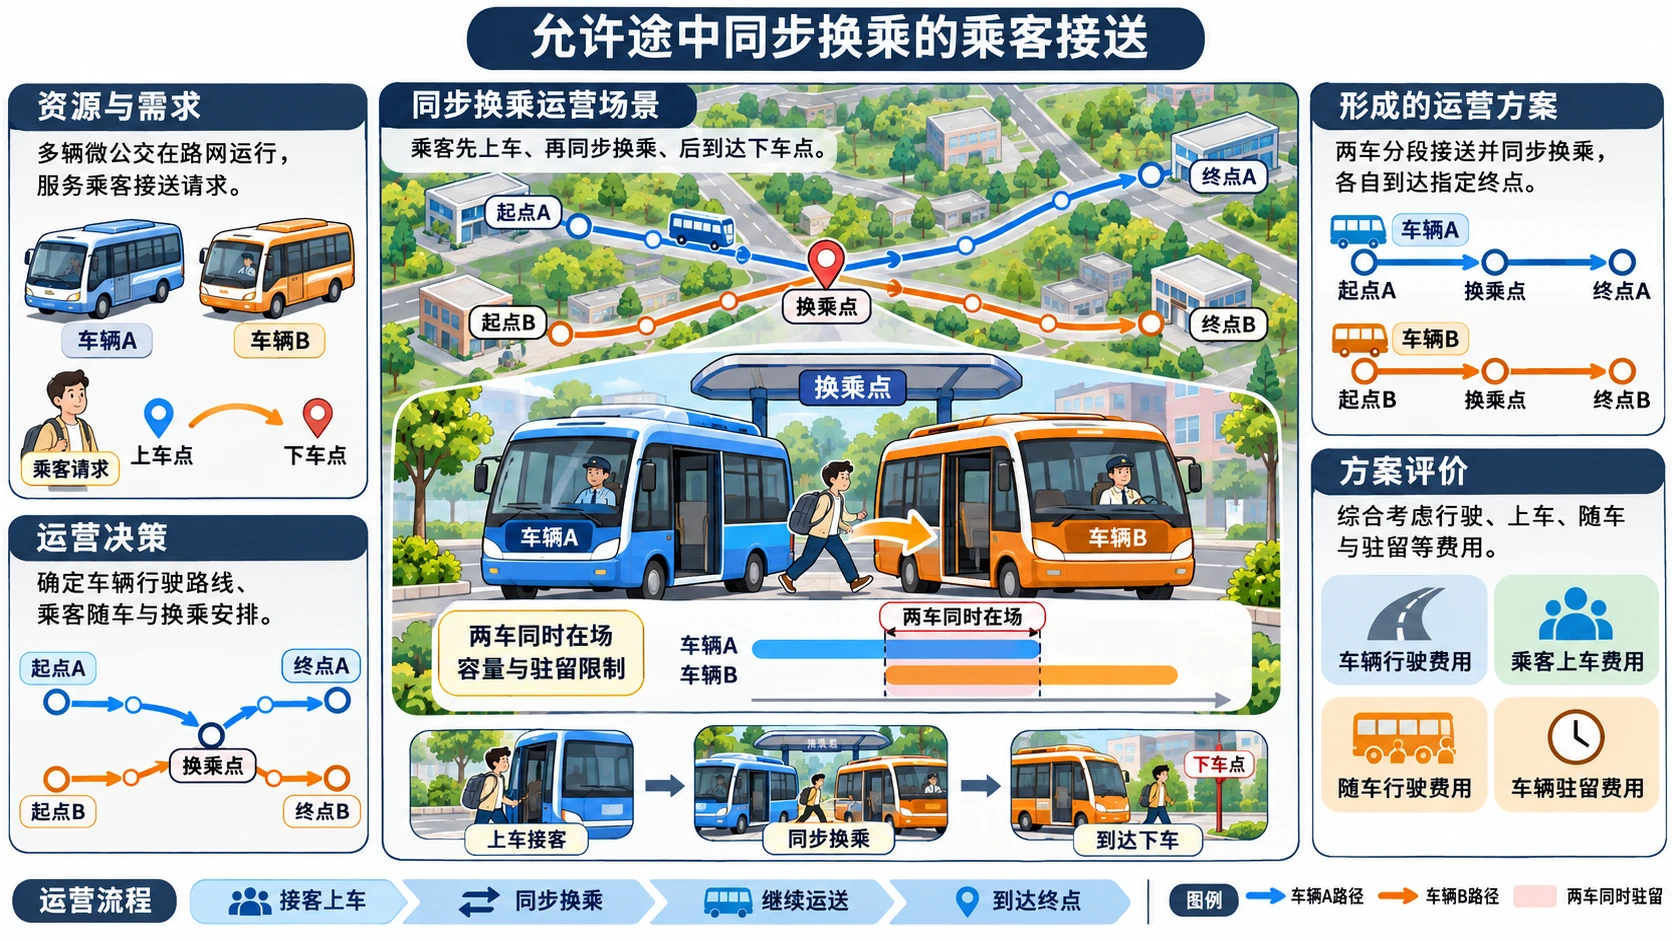 允许途中同步换乘的乘客接送
资源与需求
多辆微公交在路网运行，
服务乘客接送请求。
车辆A
车辆B
乘客请求
上车点
下车点
运营决策
确定车辆行驶路线、
乘客随车与换乘安排。
起点A
终点A
换乘点
起点B
终点B
同步换乘运营场景
乘客先上车、再同步换乘、后到达下车点。
起点A
终点A
换乘点
起点B
终点B
换乘点
车辆A
车辆B
两车同时在场
容量与驻留限制
两车同时在场
车辆A
车辆B
上车接客
同步换乘
下车点
到达下车
形成的运营方案
两车分段接送并同步换乘，
各自到达指定终点。
车辆A
起点A
换乘点
终点A
车辆B
起点B
换乘点
终点B
方案评价
综合考虑行驶、上车、随车
与驻留等费用。
车辆行驶费用
乘客上车费用
随车行驶费用
车辆驻留费用
运营流程
接客上车
同步换乘
继续运送
到达终点
图例
车辆A路径
车辆B路径
两车同时驻留